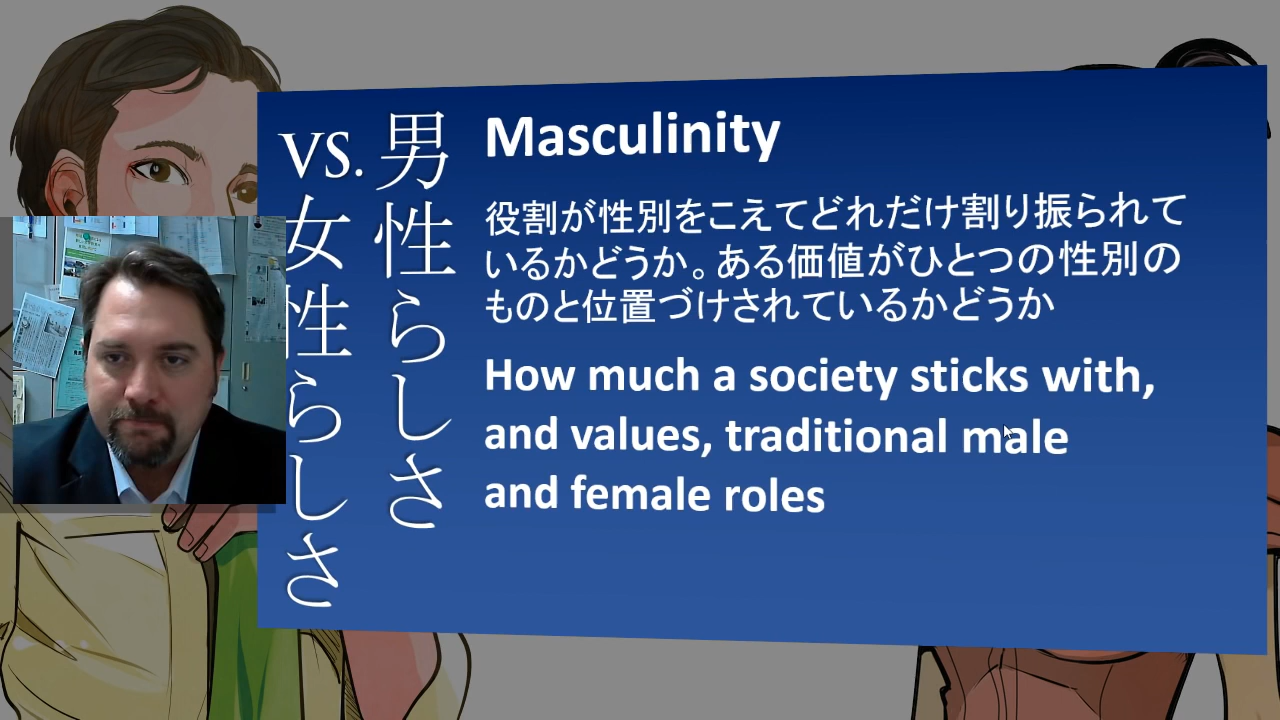 男性らしさ
vs.女性らしさ
Masculinity
役割が性別をこえてどれだけ割り振られて
いるかどうか。ある価値がひとつの性別の
ものと位置づけされているかどうか
How much a society sticks with,
and values, traditional male
and female roles